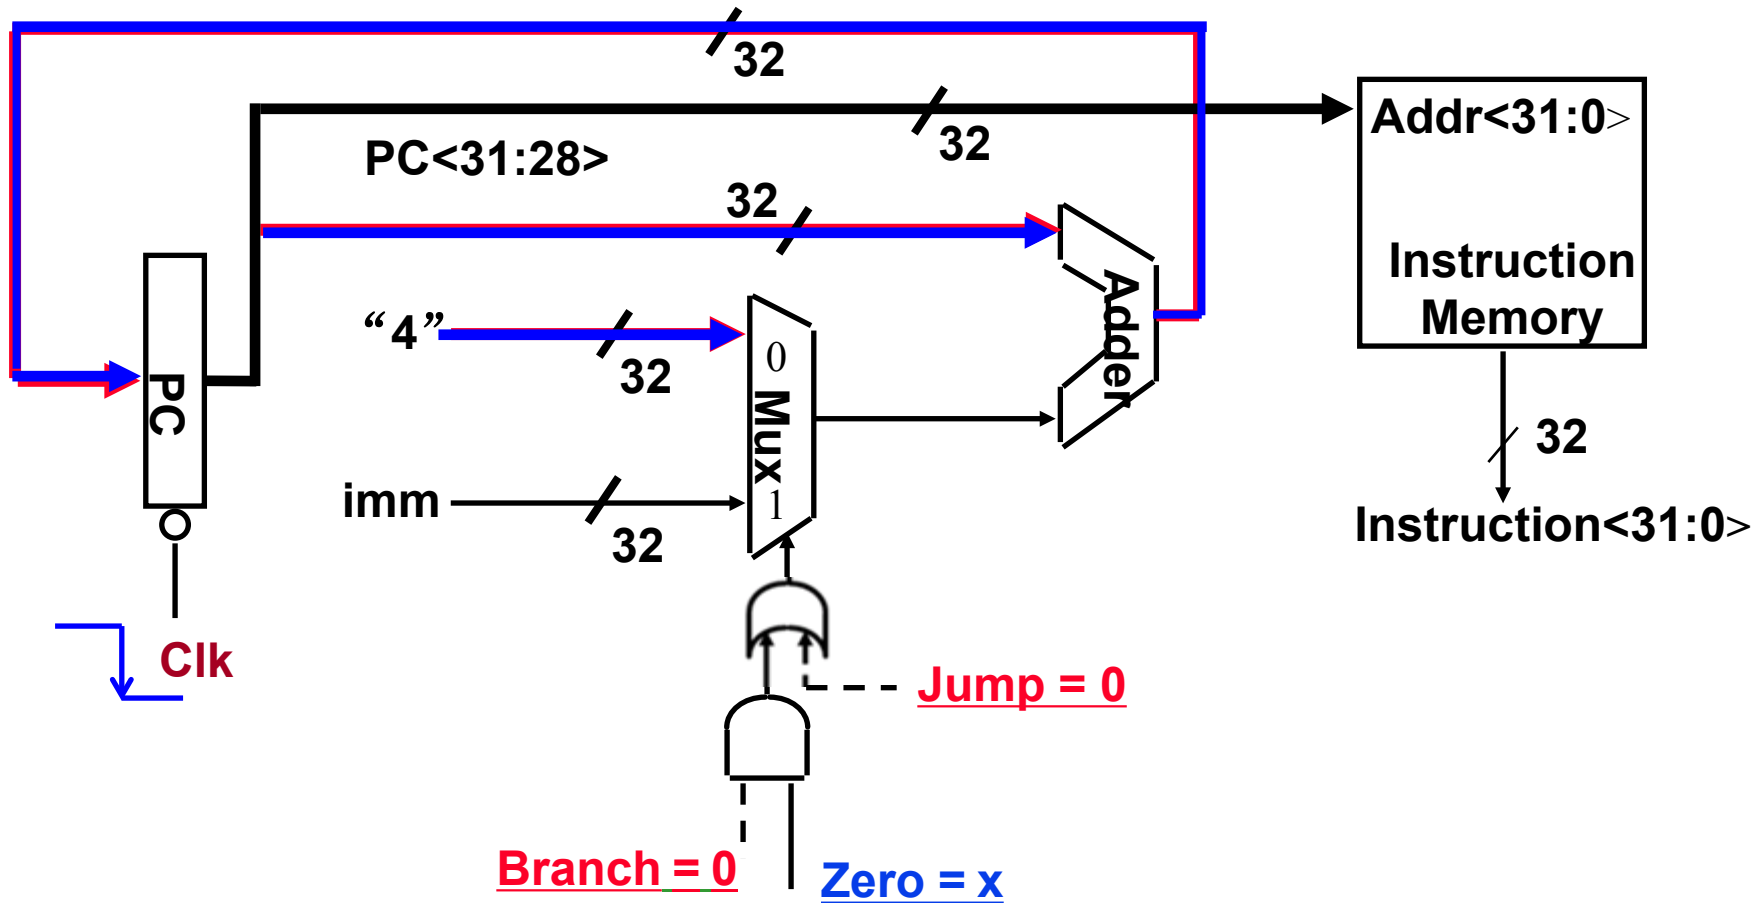 32
32
Addr<31:0>
PC<31:28>
32
Instruction
Memory
“4”
32
0
Adder
PC
Mux
1
imm
32
32
Instruction<31:0>
Clk
Jump = 0
Branch = 0
Zero = x